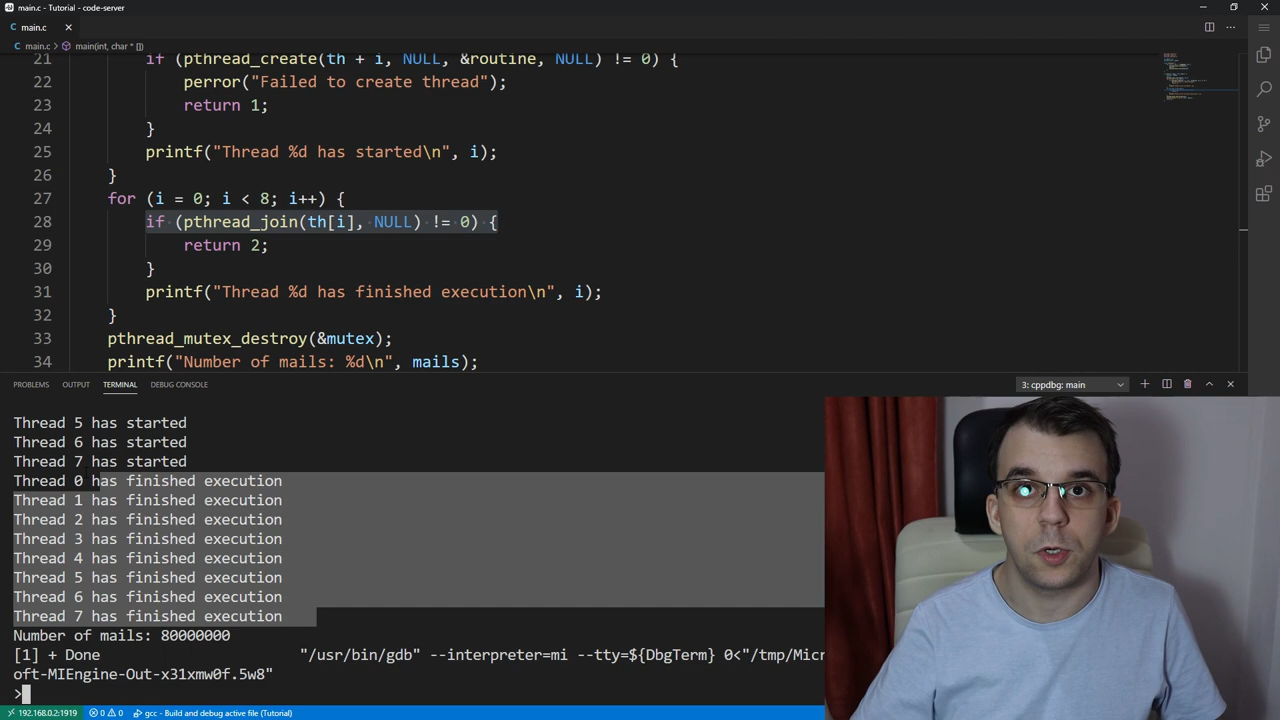 main.c - Tutorial - code-server
C main.c
C main.c > main(int, char * [])
21 if (pthread_create(th + i, NULL, &routine, NULL) != 0) {
22 perror("Failed to create thread");
23 return 1;
24 }
25 printf("Thread %d has started\n", i);
26 }
27 for (i = 0; i < 8; i++) {
28 if (pthread_join(th[i], NULL) != 0) {
29 return 2;
30 }
31 printf("Thread %d has finished execution\n", i);
32 }
33 pthread_mutex_destroy(&mutex);
34 printf("Number of mails: %d\n", mails);
PROBLEMS OUTPUT TERMINAL DEBUG CONSOLE 3: cppdbg: main
Thread 5 has started
Thread 6 has started
Thread 7 has started
Thread 0 has finished execution
Thread 1 has finished execution
Thread 2 has finished execution
Thread 3 has finished execution
Thread 4 has finished execution
Thread 5 has finished execution
Thread 6 has finished execution
Thread 7 has finished execution
Number of mails: 80000000
[1] + Done "/usr/bin/gdb" --interpreter=mi --tty=${DbgTerm} 0<"/tmp/Micr
oft-MIEngine-Out-x31xmw0f.5w8"
>
192.168.0.2:1919 0 0 gcc - Build and debug active file (Tutorial)